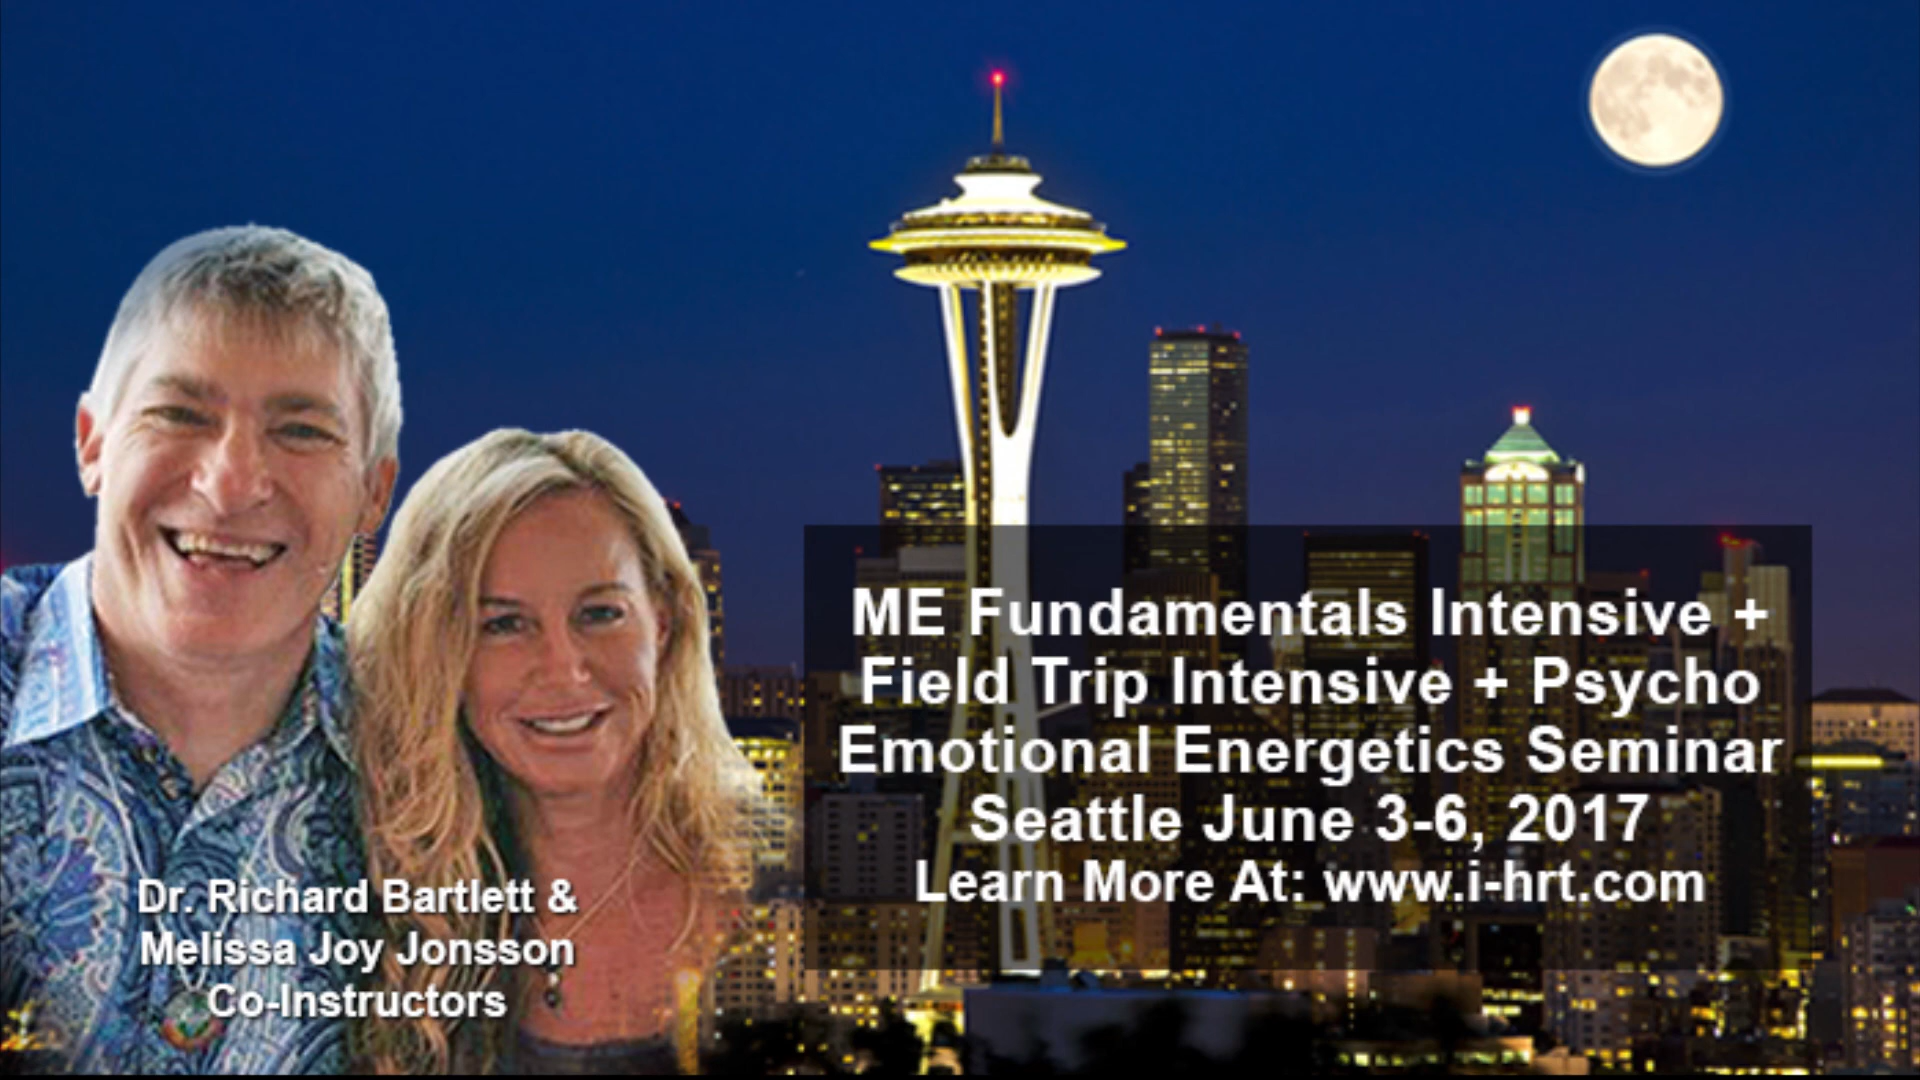 ME Fundamentals Intensive +
Field Trip Intensive + Psycho
Emotional Energetics Seminar
Seattle June 3-6, 2017
Learn More At: www.i-hrt.com
Dr. Richard Bartlett &
Melissa Joy Jonsson
Co-Instructors